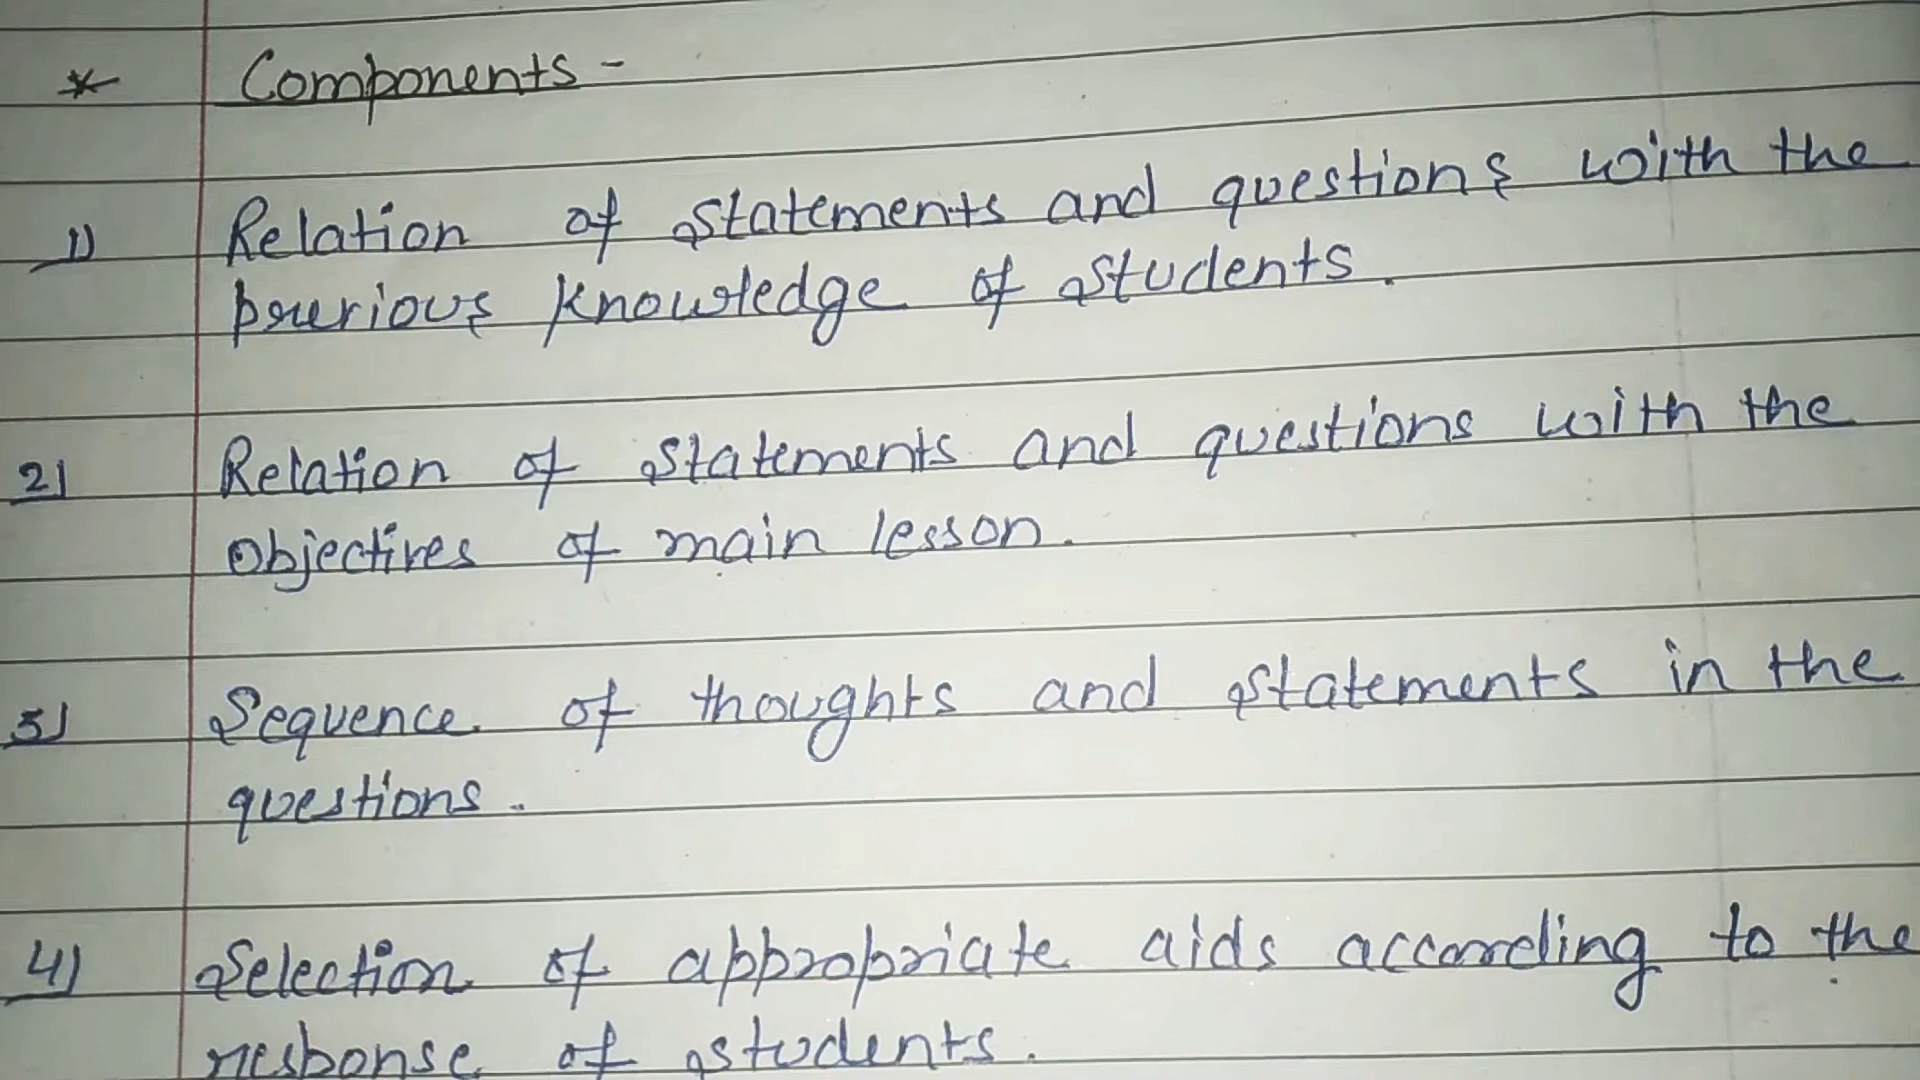 * Components -
1) Relation of statements and questions with the
previous knowledge of students.
2) Relation of statements and questions with the
objectives of main lesson.
3) Sequence of thoughts and statements in the
questions.
4) Selection of appropriate aids according to the
response of students.